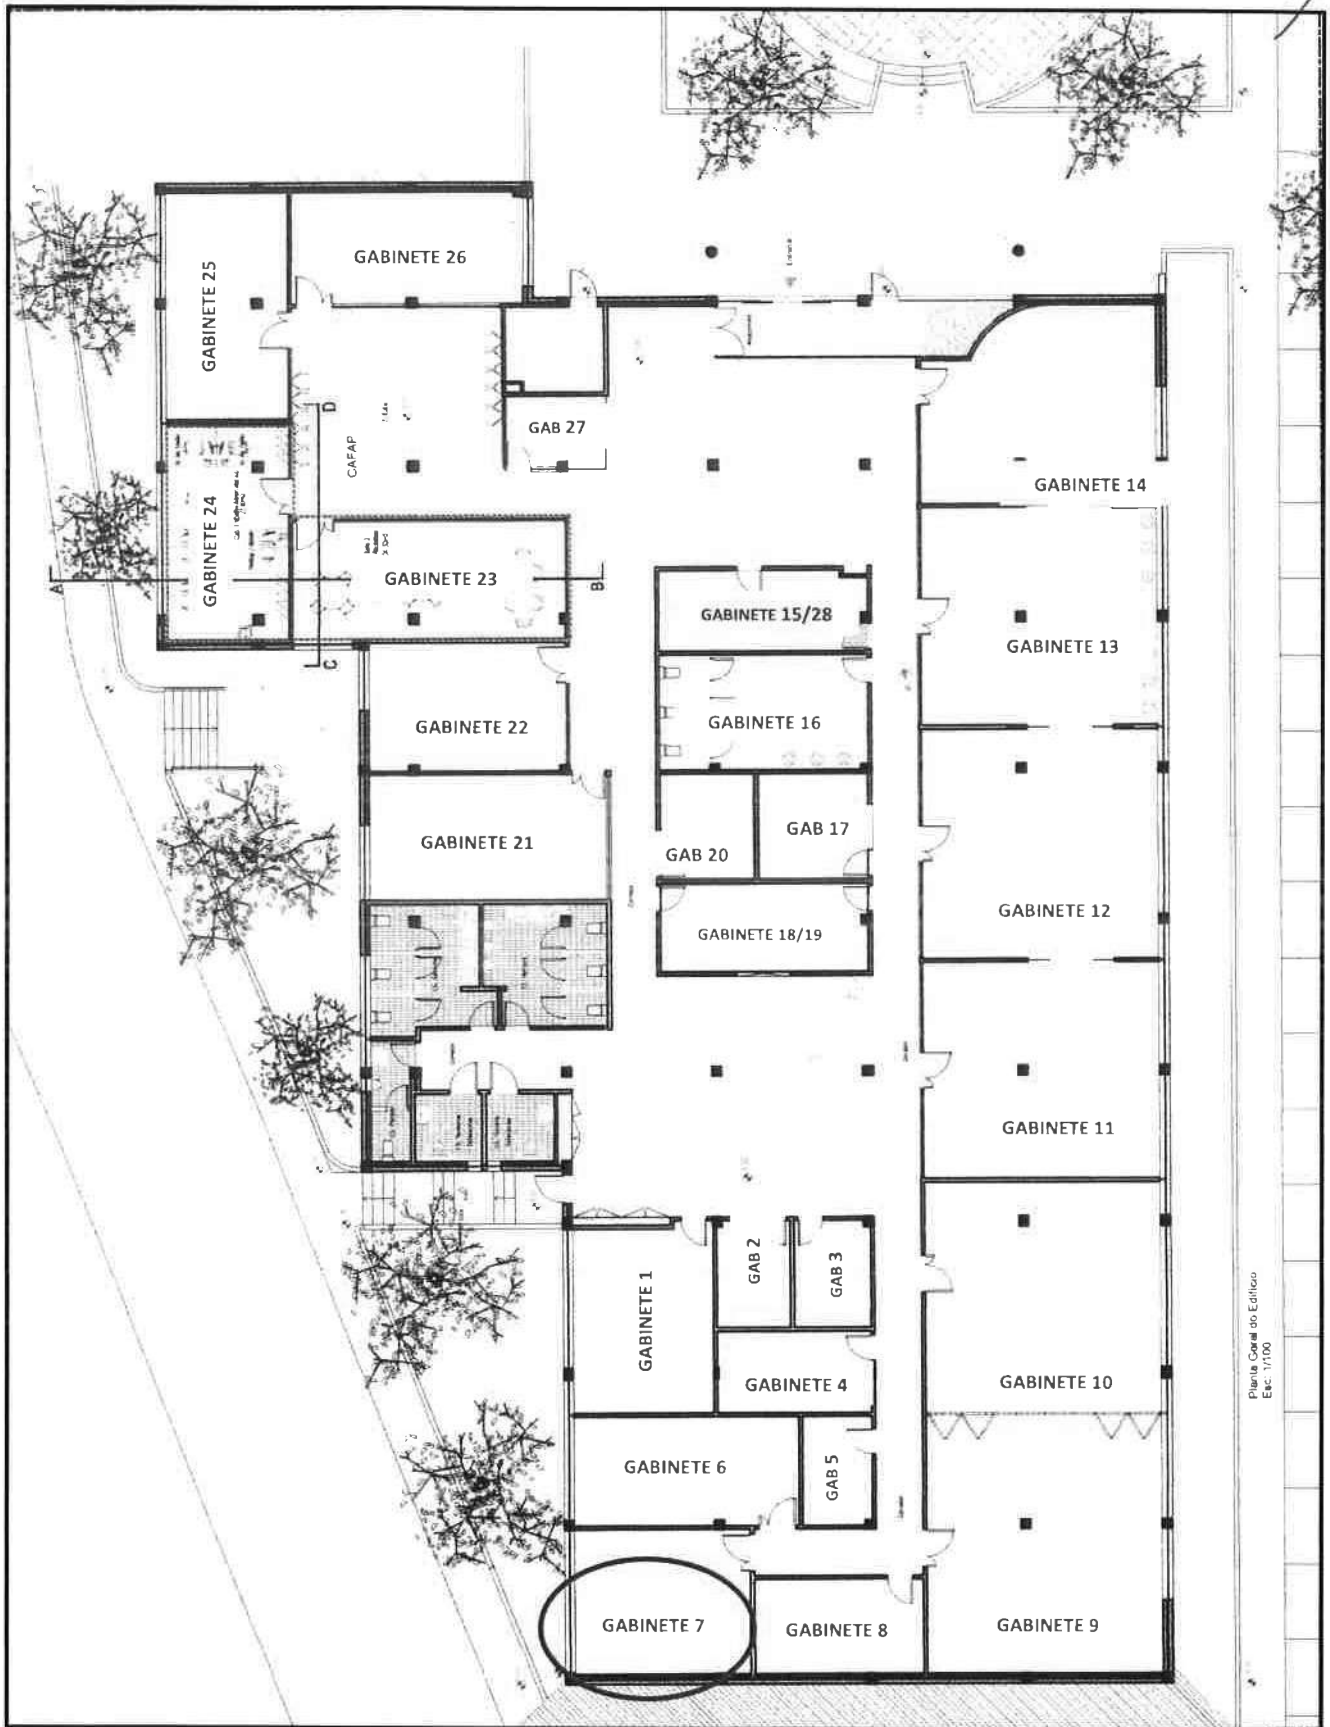 GABINETE 25
GABINETE 26
GABINETE 24
CAFAP
D
GAB 27
GABINETE 14
A
GABINETE 23
B
C
GABINETE 15/28
GABINETE 13
GABINETE 22
GABINETE 16
GABINETE 21
GAB 20
GAB 17
GABINETE 12
GABINETE 18/19
GABINETE 11
GABINETE 1
GAB 2
GAB 3
GABINETE 4
GABINETE 10
GABINETE 6
GAB 5
GABINETE 7
GABINETE 8
GABINETE 9
Planta Geral do Edifício
Esc. 1/100